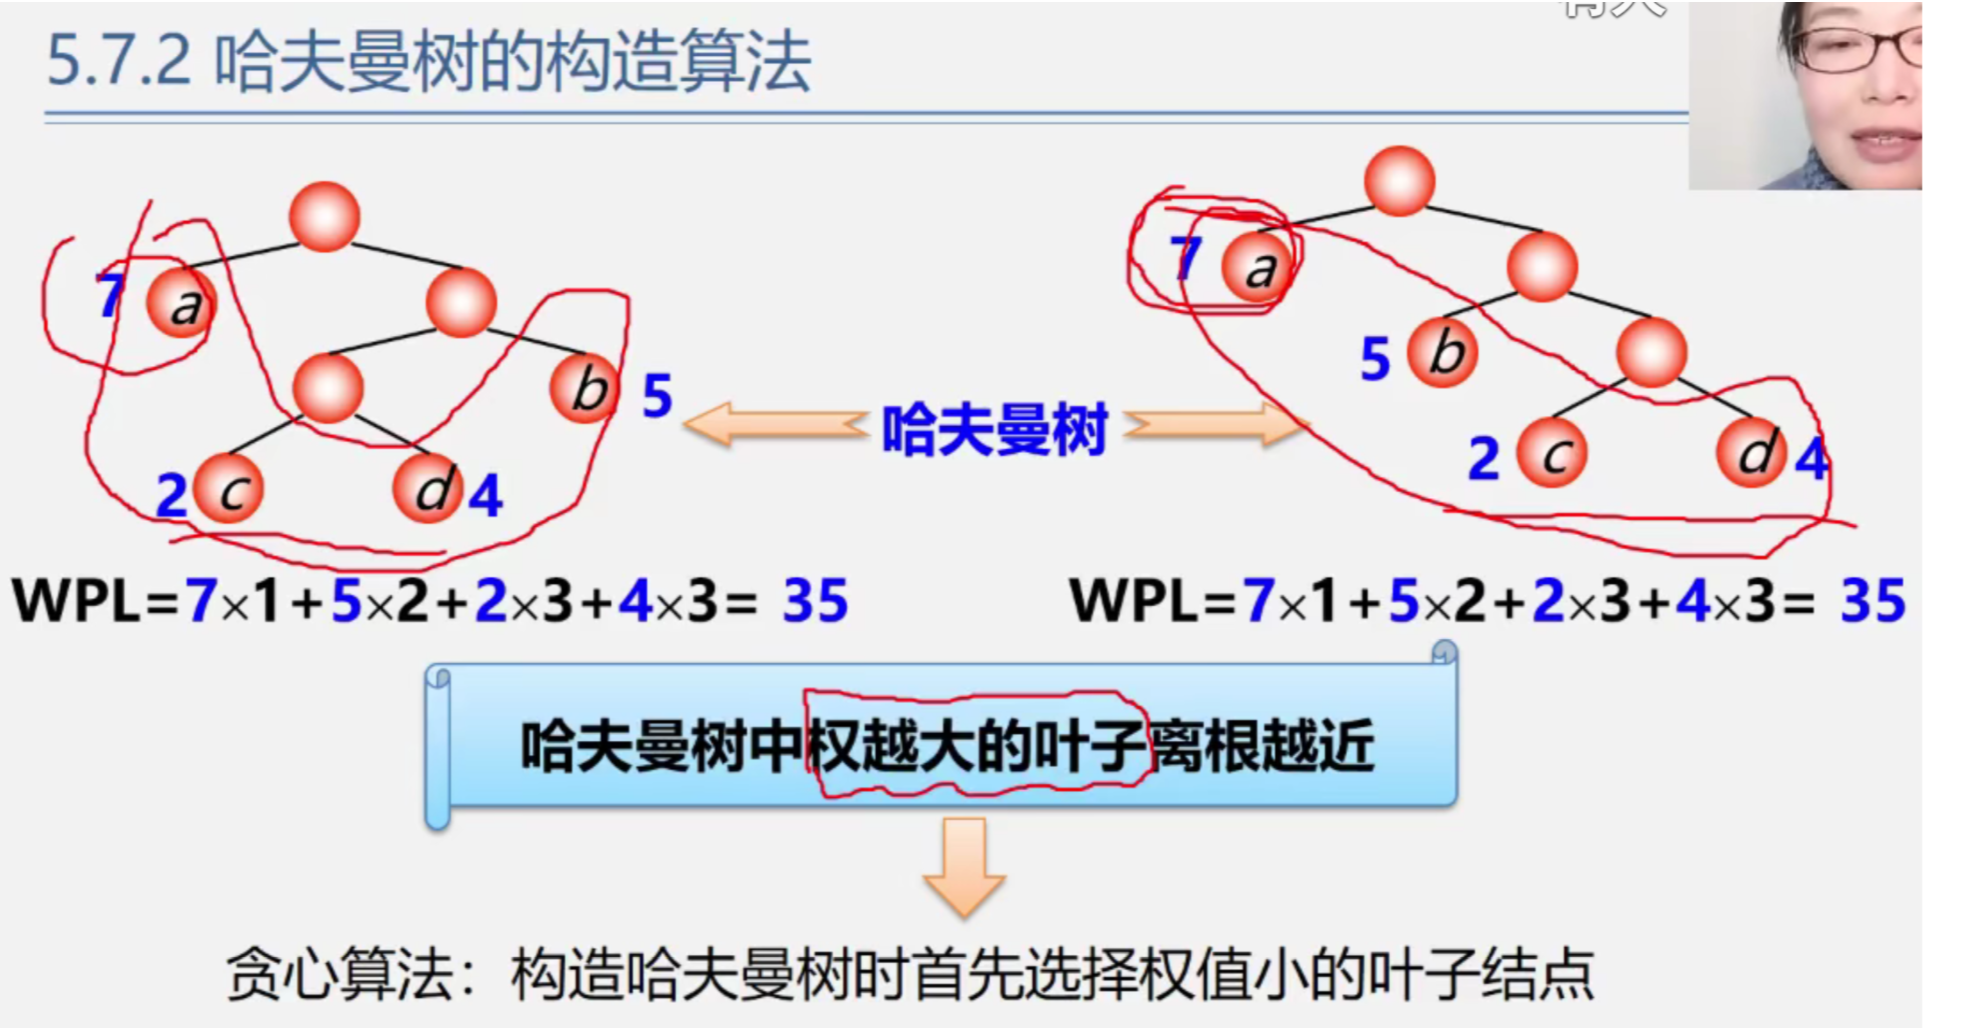 5.7.2 哈夫曼树的构造算法
7 a
b 5
2 c
d 4
哈夫曼树
7 a
5 b
2 c
d 4
WPL=7×1+5×2+2×3+4×3= 35
WPL=7×1+5×2+2×3+4×3= 35
哈夫曼树中权越大的叶子离根越近
贪心算法：构造哈夫曼树时首先选择权值小的叶子结点